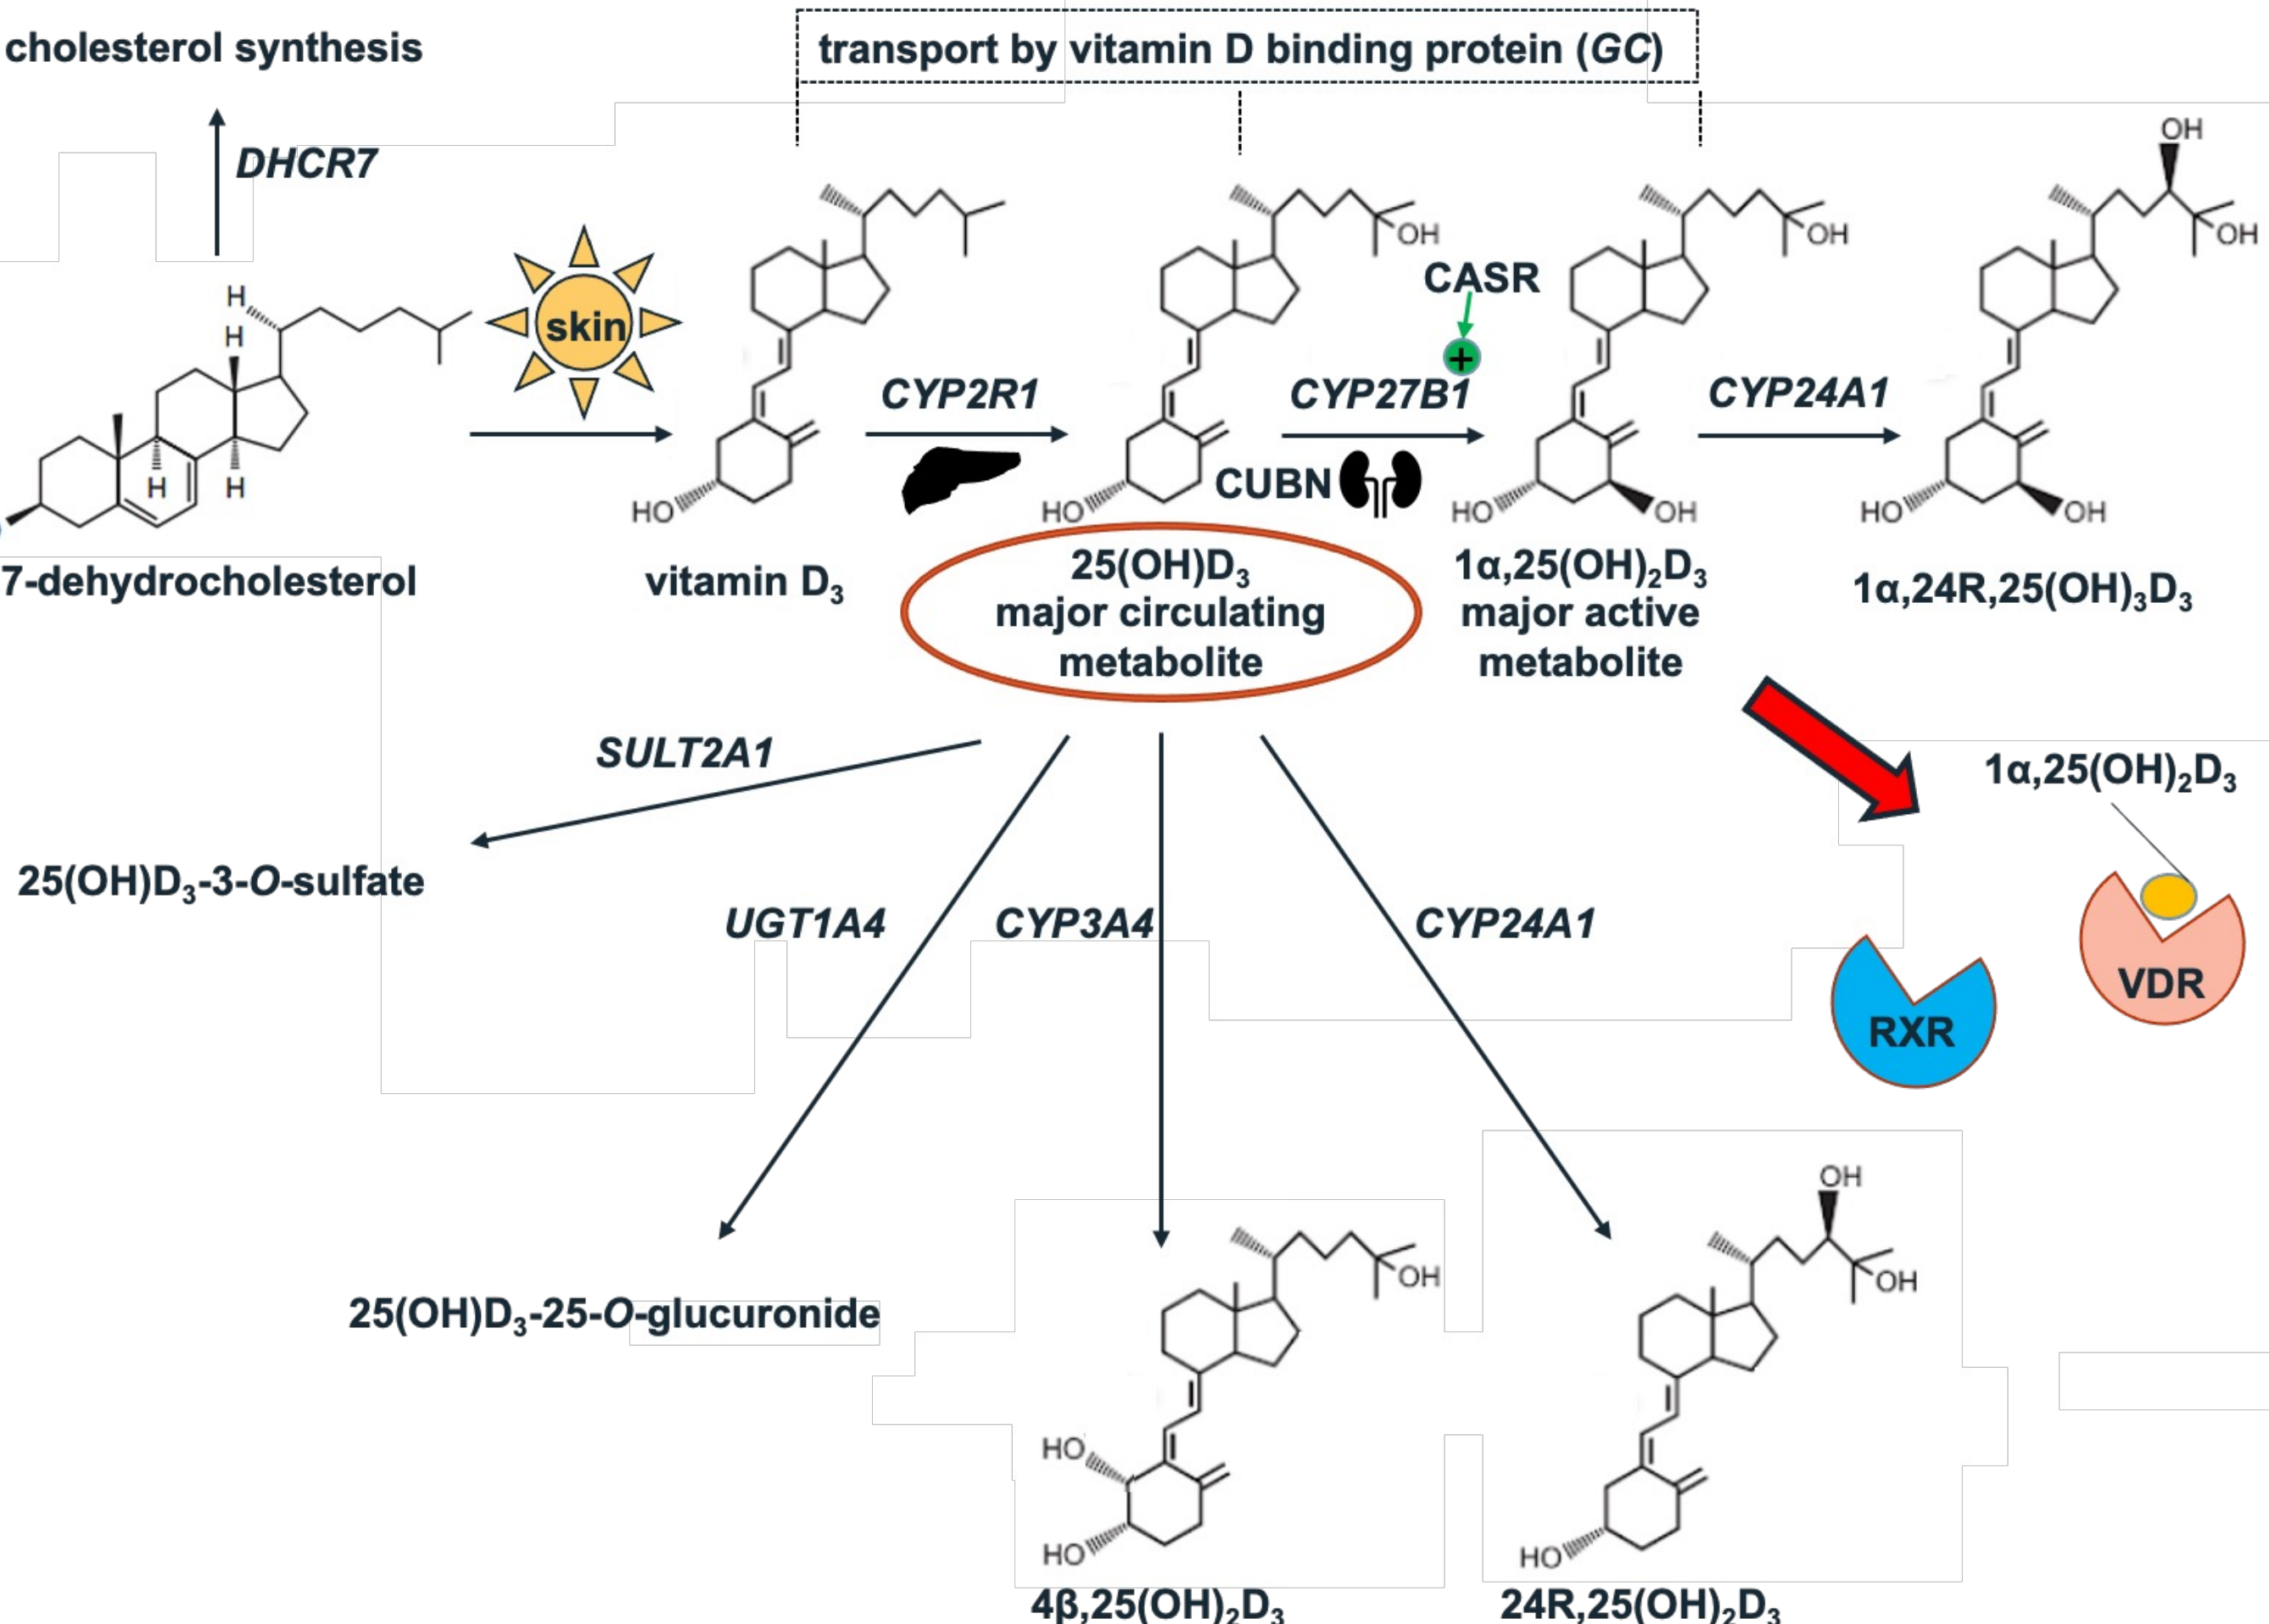 cholesterol synthesis
transport by vitamin D binding protein (GC)
DHCR7
OH
H
H
H
H
skin
CYP2R1
OH
CASR
+
CYP27B1
OH
CYP24A1
OH
HO
HO
CUBN
HO
OH
HO
OH
7-dehydrocholesterol
vitamin D₃
25(OH)D₃
major circulating
metabolite
1α,25(OH)₂D₃
major active
metabolite
1α,24R,25(OH)₃D₃
SULT2A1
1α,25(OH)₂D₃
25(OH)D₃-3-O-sulfate
UGT1A4
CYP3A4
CYP24A1
VDR
RXR
25(OH)D₃-25-O-glucuronide
OH
OH
OH
HO
HO
HO
4β,25(OH)₂D₃
24R,25(OH)₂D₃